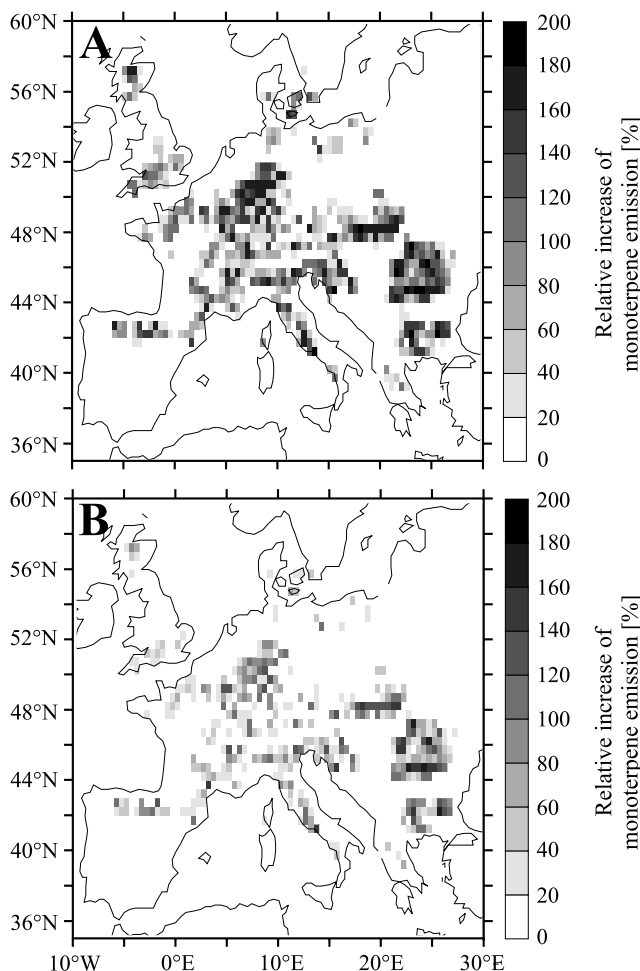 A
60°N
56°N
52°N
48°N
44°N
40°N
36°N
200
180
160
140
120
100
80
60
40
20
0
Relative increase of
monoterpene emission [%]
B
60°N
56°N
52°N
48°N
44°N
40°N
36°N
10°W
0°E
10°E
20°E
30°E
200
180
160
140
120
100
80
60
40
20
0
Relative increase of
monoterpene emission [%]